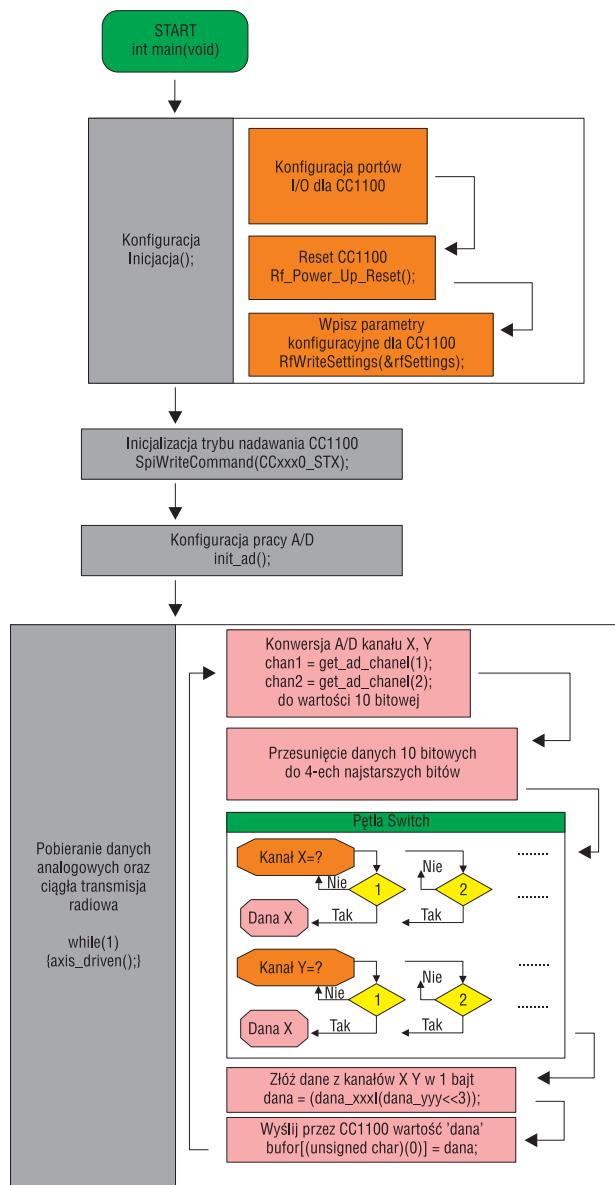 START
int main(void)
Konfiguracja
Inicjacja();
Konfiguracja portów
I/O dla CC1100
Reset CC1100
Rf_Power_Up_Reset();
Wpisz parametry
konfiguracyjne dla CC1100
RfWriteSettings(&rfSettings);
Inicjalizacja trybu nadawania CC1100
SpiWriteCommand(CCxxx0_STX);
Konfiguracja pracy A/D
init_ad();
Pobieranie danych
analogowych oraz
ciągła transmisja
radiowa
while(1)
{axis_driven();}
Konwersja A/D kanału X, Y
chan1 = get_ad_chanel(1);
chan2 = get_ad_chanel(2);
do wartości 10 bitowej
Przesunięcie danych 10 bitowych
do 4-ech najstarszych bitów
Pętla Switch
Kanał X=?
Nie
1
Nie
2
........
Dana X
Tak
Tak
........
Kanał Y=?
Nie
1
Nie
2
........
Dana X
Tak
Tak
........
Złóż dane z kanałów X Y w 1 bajt
dana = (dana_xxxI(dana_yyy<<3));
Wyślij przez CC1100 wartość 'dana'
bufor[(unsigned char)(0)] = dana;